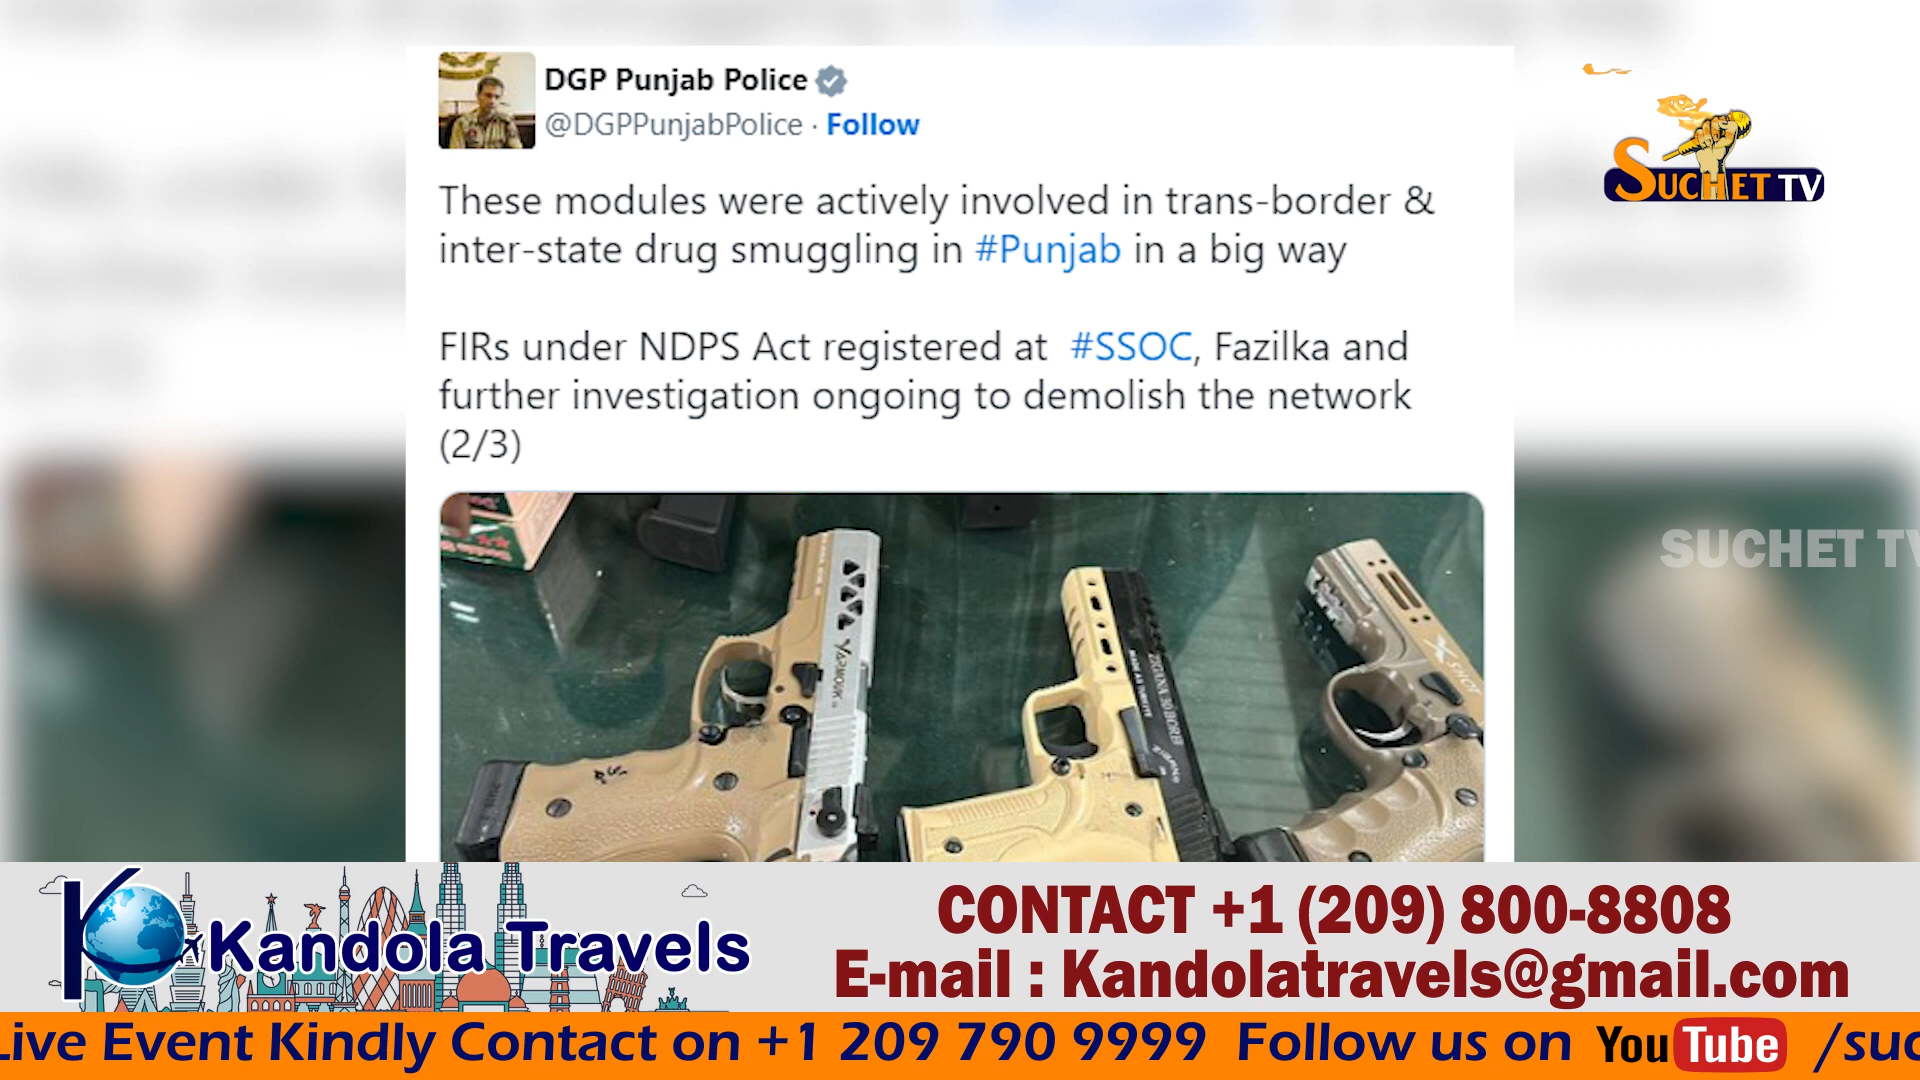 DGP Punjab Police
@DGPPunjabPolice · Follow
SUCHET TV
These modules were actively involved in trans-border &
inter-state drug smuggling in #Punjab in a big way
FIRs under NDPS Act registered at #SSOC, Fazilka and
further investigation ongoing to demolish the network
(2/3)
SUCHET TV
SHOT
Kandola Travels
CONTACT +1 (209) 800-8808
E-mail : Kandolatravels@gmail.com
Live Event Kindly Contact on +1 209 790 9999 Follow us on YouTube /suc